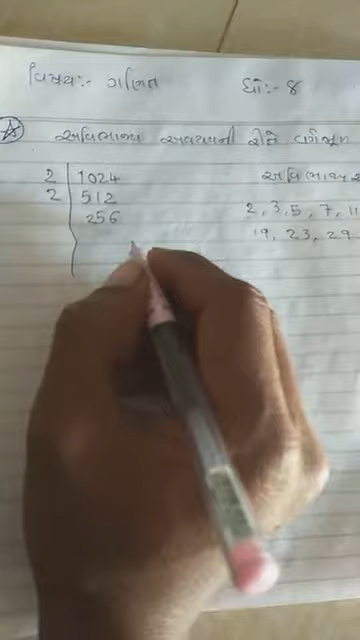 વિષય:- ગણિત ધો:- ૪
અવિભાજ્ય અવયવની રીતે વર્ગમૂળ
2 1024
2 512
256
અવિભાજ્ય
2, 3, 5, 7, 11
19, 23, 29